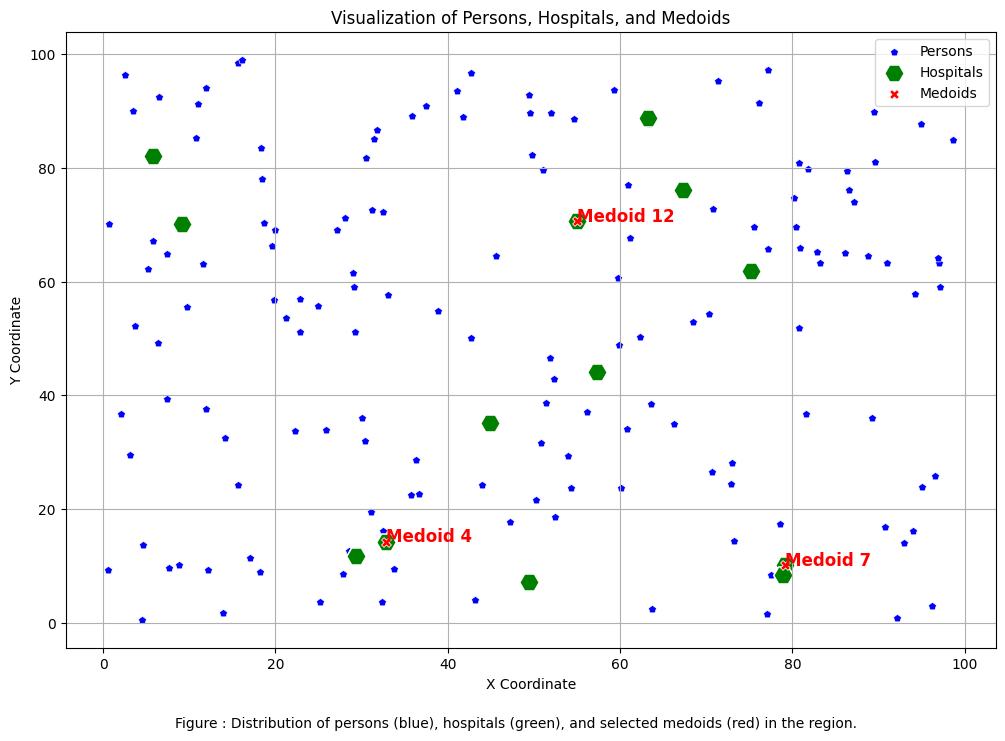 Visualization of Persons, Hospitals, and Medoids
100
80
60
40
20
0
Y Coordinate
Persons
Hospitals
Medoids
Medoid 12
Medoid 4
Medoid 7
0 20 40 60 80 100
X Coordinate
Figure : Distribution of persons (blue), hospitals (green), and selected medoids (red) in the region.